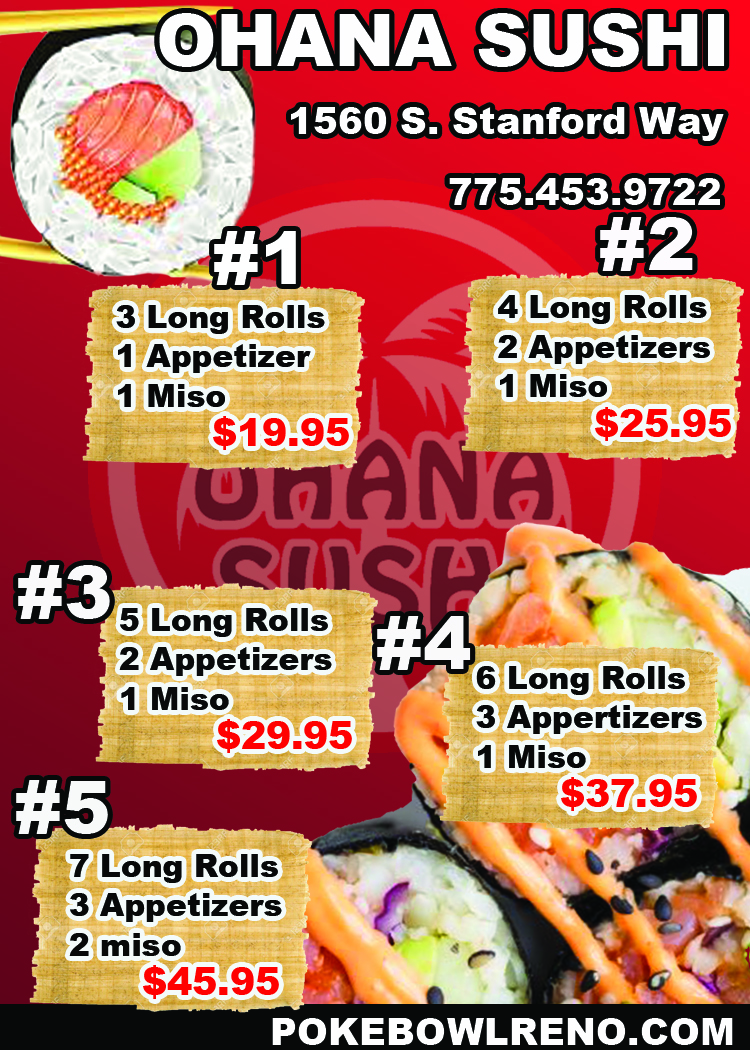 OHANA SUSHI
1560 S. Stanford Way
775.453.9722
#1
3 Long Rolls
1 Appetizer
1 Miso
$19.95
#2
4 Long Rolls
2 Appetizers
1 Miso
$25.95
OHANA
SUSHI
#3
5 Long Rolls
2 Appetizers
1 Miso
$29.95
#4
6 Long Rolls
3 Appertizers
1 Miso
$37.95
#5
7 Long Rolls
3 Appetizers
2 miso
$45.95
POKEBOWLRENO.COM